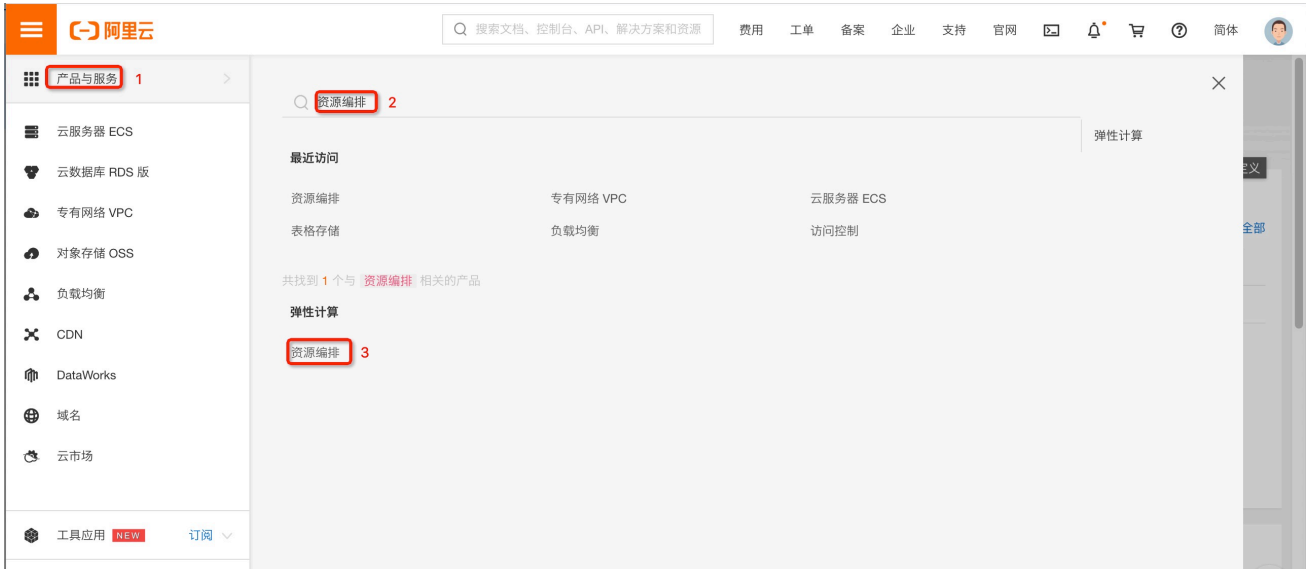 阿里云
搜索文档、控制台、API、解决方案和资源
费用 工单 备案 企业 支持 官网 简体
产品与服务 1
资源编排 2
云服务器 ECS
云数据库 RDS 版
专有网络 VPC
对象存储 OSS
负载均衡
CDN
DataWorks
域名
云市场
工具应用 NEW 订阅
弹性计算
最近访问
资源编排 专有网络 VPC 云服务器 ECS
表格存储 负载均衡 访问控制
共找到 1 个与 资源编排 相关的产品
弹性计算
资源编排 3
义
全部